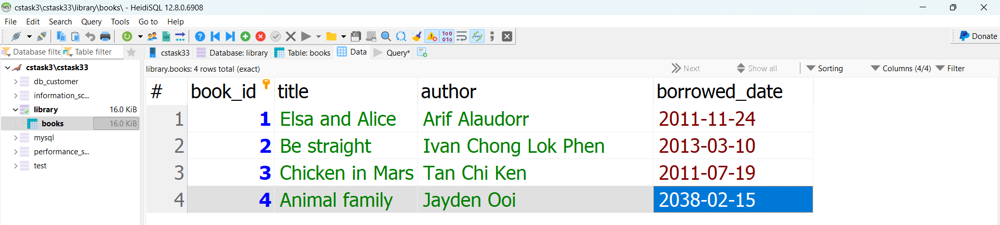 cstask3\cstask33\library\books\ - HeidiSQL 12.8.0.6908
File Edit Search Query Tools Go to Help
Donate
Database filte Table filter
cstask33 Database: library Table: books Data Query*
cstask3\cstask33
db_customer
information_sc...
library 16.0 KiB
books 16.0 KiB
mysql
performance_s...
test
library.books: 4 rows total (exact) Next Show all Sorting Columns (4/4) Filter
# book_id title author borrowed_date
1 1 Elsa and Alice Arif Alaudorr 2011-11-24
2 2 Be straight Ivan Chong Lok Phen 2013-03-10
3 3 Chicken in Mars Tan Chi Ken 2011-07-19
4 4 Animal family Jayden Ooi 2038-02-15